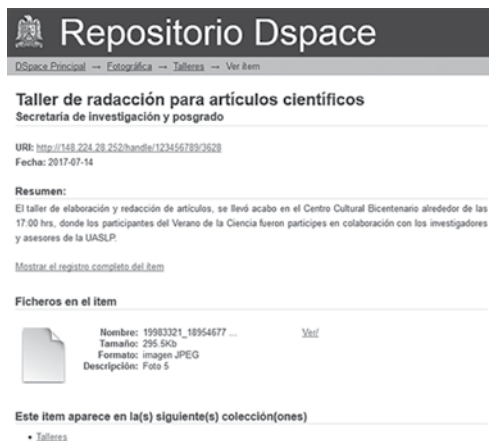 Repositorio Dspace
DSpace Principal → Fotográfica → Talleres → Ver ítem
Taller de radacción para artículos científicos
Secretaria de investigación y posgrado
URI: http://148.224.28.252/handle/123456789/3628
Fecha: 2017-07-14
Resumen:
El taller de elaboración y redacción de artículos, se llevó acabo en el Centro Cultural Bicentenario alrededor de las
17:00 hrs, donde los participantes del Verano de la Ciencia fueron participes en colaboración con los investigadores
y asesores de la UASLP.
Mostrar el registro completo del ítem
Ficheros en el ítem
Nombre: 19983321_18954677 ... Ver/
Tamaño: 295.5Kb
Formato: imagen JPEG
Descripción: Foto 5
Este ítem aparece en la(s) siguiente(s) colección(ones)
• Talleres